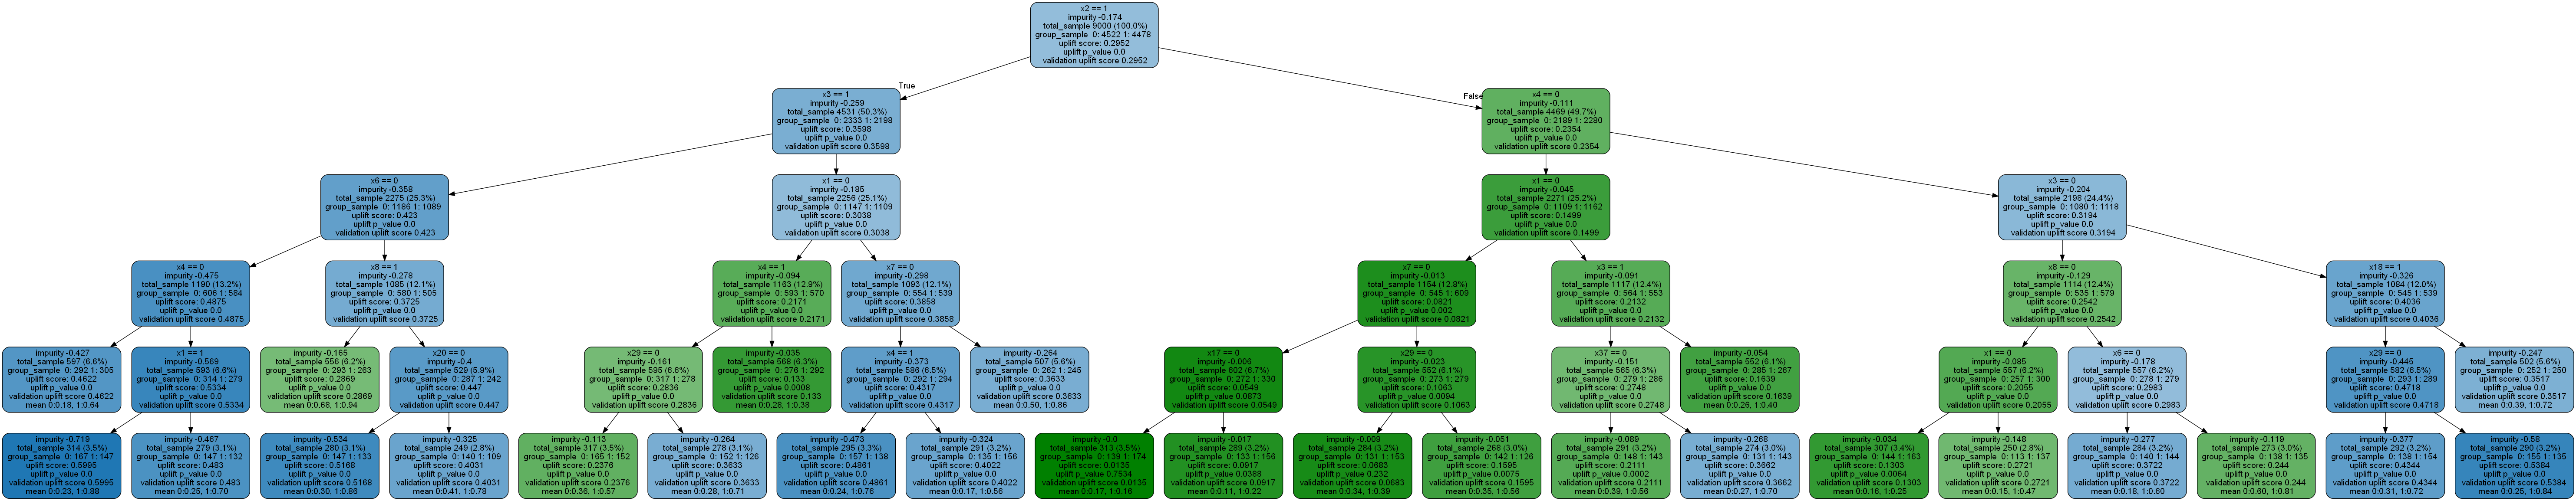 x2 == 1
impurity -0.174
total_sample 9000 (100.0%)
group_sample 0: 4522 1: 4478
uplift score: 0.2952
uplift p_value 0.0
validation uplift score 0.2952
True
False
x3 == 1
impurity -0.259
total_sample 4531 (50.3%)
group_sample 0: 2333 1: 2198
uplift score: 0.3598
uplift p_value 0.0
validation uplift score 0.3598
x4 == 0
impurity -0.111
total_sample 4469 (49.7%)
group_sample 0: 2189 1: 2280
uplift score: 0.2354
uplift p_value 0.0
validation uplift score 0.2354
x6 == 0
impurity -0.358
total_sample 2275 (25.3%)
group_sample 0: 1186 1: 1089
uplift score: 0.423
uplift p_value 0.0
validation uplift score 0.423
x1 == 0
impurity -0.185
total_sample 2256 (25.1%)
group_sample 0: 1147 1: 1109
uplift score: 0.3038
uplift p_value 0.0
validation uplift score 0.3038
x1 == 0
impurity -0.045
total_sample 2271 (25.2%)
group_sample 0: 1109 1: 1162
uplift score: 0.1499
uplift p_value 0.0
validation uplift score 0.1499
x3 == 0
impurity -0.204
total_sample 2198 (24.4%)
group_sample 0: 1080 1: 1118
uplift score: 0.3194
uplift p_value 0.0
validation uplift score 0.3194
x4 == 0
impurity -0.475
total_sample 1190 (13.2%)
group_sample 0: 606 1: 584
uplift score: 0.4875
uplift p_value 0.0
validation uplift score 0.4875
x8 == 1
impurity -0.278
total_sample 1085 (12.1%)
group_sample 0: 580 1: 505
uplift score: 0.3725
uplift p_value 0.0
validation uplift score 0.3725
x4 == 1
impurity -0.094
total_sample 1163 (12.9%)
group_sample 0: 593 1: 570
uplift score: 0.2171
uplift p_value 0.0
validation uplift score 0.2171
x7 == 0
impurity -0.298
total_sample 1093 (12.1%)
group_sample 0: 554 1: 539
uplift score: 0.3858
uplift p_value 0.0
validation uplift score 0.3858
x7 == 0
impurity -0.013
total_sample 1154 (12.8%)
group_sample 0: 545 1: 609
uplift score: 0.0821
uplift p_value 0.002
validation uplift score 0.0821
x3 == 1
impurity -0.091
total_sample 1117 (12.4%)
group_sample 0: 564 1: 553
uplift score: 0.2132
uplift p_value 0.0
validation uplift score 0.2132
x8 == 0
impurity -0.129
total_sample 1114 (12.4%)
group_sample 0: 535 1: 579
uplift score: 0.2542
uplift p_value 0.0
validation uplift score 0.2542
x18 == 1
impurity -0.326
total_sample 1084 (12.0%)
group_sample 0: 545 1: 539
uplift score: 0.4036
uplift p_value 0.0
validation uplift score 0.4036
impurity -0.427
total_sample 597 (6.6%)
group_sample 0: 292 1: 305
uplift score: 0.4622
uplift p_value 0.0
validation uplift score 0.4622
mean 0:0.18, 1:0.64
x1 == 1
impurity -0.569
total_sample 593 (6.6%)
group_sample 0: 314 1: 279
uplift score: 0.5334
uplift p_value 0.0
validation uplift score 0.5334
impurity -0.165
total_sample 556 (6.2%)
group_sample 0: 293 1: 263
uplift score: 0.2869
uplift p_value 0.0
validation uplift score 0.2869
mean 0:0.68, 1:0.94
x20 == 0
impurity -0.4
total_sample 529 (5.9%)
group_sample 0: 287 1: 242
uplift score: 0.447
uplift p_value 0.0
validation uplift score 0.447
x29 == 0
impurity -0.161
total_sample 595 (6.6%)
group_sample 0: 317 1: 278
uplift score: 0.2836
uplift p_value 0.0
validation uplift score 0.2836
impurity -0.035
total_sample 568 (6.3%)
group_sample 0: 276 1: 292
uplift score: 0.133
uplift p_value 0.0008
validation uplift score 0.133
mean 0:0.28, 1:0.38
x4 == 1
impurity -0.373
total_sample 586 (6.5%)
group_sample 0: 292 1: 294
uplift score: 0.4317
uplift p_value 0.0
validation uplift score 0.4317
impurity -0.264
total_sample 507 (5.6%)
group_sample 0: 262 1: 245
uplift score: 0.3633
uplift p_value 0.0
validation uplift score 0.3633
mean 0:0.50, 1:0.86
x17 == 0
impurity -0.006
total_sample 602 (6.7%)
group_sample 0: 272 1: 330
uplift score: 0.0549
uplift p_value 0.0873
validation uplift score 0.0549
x29 == 0
impurity -0.023
total_sample 552 (6.1%)
group_sample 0: 273 1: 279
uplift score: 0.1063
uplift p_value 0.0094
validation uplift score 0.1063
x37 == 0
impurity -0.151
total_sample 565 (6.3%)
group_sample 0: 279 1: 286
uplift score: 0.2748
uplift p_value 0.0
validation uplift score 0.2748
impurity -0.054
total_sample 552 (6.1%)
group_sample 0: 285 1: 267
uplift score: 0.1639
uplift p_value 0.0
validation uplift score 0.1639
mean 0:0.26, 1:0.40
x1 == 0
impurity -0.085
total_sample 557 (6.2%)
group_sample 0: 257 1: 300
uplift score: 0.2055
uplift p_value 0.0
validation uplift score 0.2055
x6 == 0
impurity -0.178
total_sample 557 (6.2%)
group_sample 0: 278 1: 279
uplift score: 0.2983
uplift p_value 0.0
validation uplift score 0.2983
x29 == 0
impurity -0.445
total_sample 582 (6.5%)
group_sample 0: 293 1: 289
uplift score: 0.4718
uplift p_value 0.0
validation uplift score 0.4718
impurity -0.247
total_sample 502 (5.6%)
group_sample 0: 252 1: 250
uplift score: 0.3517
uplift p_value 0.0
validation uplift score 0.3517
mean 0:0.39, 1:0.72
impurity -0.719
total_sample 314 (3.5%)
group_sample 0: 167 1: 147
uplift score: 0.5995
uplift p_value 0.0
validation uplift score 0.5995
mean 0:0.23, 1:0.88
impurity -0.467
total_sample 279 (3.1%)
group_sample 0: 147 1: 132
uplift score: 0.483
uplift p_value 0.0
validation uplift score 0.483
mean 0:0.25, 1:0.70
impurity -0.534
total_sample 280 (3.1%)
group_sample 0: 147 1: 133
uplift score: 0.5168
uplift p_value 0.0
validation uplift score 0.5168
mean 0:0.30, 1:0.86
impurity -0.325
total_sample 249 (2.8%)
group_sample 0: 140 1: 109
uplift score: 0.4031
uplift p_value 0.0
validation uplift score 0.4031
mean 0:0.41, 1:0.78
impurity -0.113
total_sample 317 (3.5%)
group_sample 0: 165 1: 152
uplift score: 0.2376
uplift p_value 0.0
validation uplift score 0.2376
mean 0:0.36, 1:0.57
impurity -0.264
total_sample 278 (3.1%)
group_sample 0: 152 1: 126
uplift score: 0.3633
uplift p_value 0.0
validation uplift score 0.3633
mean 0:0.28, 1:0.71
impurity -0.473
total_sample 295 (3.3%)
group_sample 0: 157 1: 138
uplift score: 0.4861
uplift p_value 0.0
validation uplift score 0.4861
mean 0:0.24, 1:0.76
impurity -0.324
total_sample 291 (3.2%)
group_sample 0: 135 1: 156
uplift score: 0.4022
uplift p_value 0.0
validation uplift score 0.4022
mean 0:0.17, 1:0.56
impurity -0.0
total_sample 313 (3.5%)
group_sample 0: 139 1: 174
uplift score: 0.0135
uplift p_value 0.7534
validation uplift score 0.0135
mean 0:0.17, 1:0.16
impurity -0.017
total_sample 289 (3.2%)
group_sample 0: 133 1: 156
uplift score: 0.0917
uplift p_value 0.0388
validation uplift score 0.0917
mean 0:0.11, 1:0.22
impurity -0.009
total_sample 284 (3.2%)
group_sample 0: 131 1: 153
uplift score: 0.0683
uplift p_value 0.232
validation uplift score 0.0683
mean 0:0.34, 1:0.39
impurity -0.051
total_sample 268 (3.0%)
group_sample 0: 142 1: 126
uplift score: 0.1595
uplift p_value 0.0075
validation uplift score 0.1595
mean 0:0.35, 1:0.56
impurity -0.089
total_sample 291 (3.2%)
group_sample 0: 148 1: 143
uplift score: 0.2111
uplift p_value 0.0002
validation uplift score 0.2111
mean 0:0.39, 1:0.56
impurity -0.268
total_sample 274 (3.0%)
group_sample 0: 131 1: 143
uplift score: 0.3662
uplift p_value 0.0
validation uplift score 0.3662
mean 0:0.27, 1:0.70
impurity -0.034
total_sample 307 (3.4%)
group_sample 0: 144 1: 163
uplift score: 0.1303
uplift p_value 0.0064
validation uplift score 0.1303
mean 0:0.16, 1:0.25
impurity -0.148
total_sample 250 (2.8%)
group_sample 0: 113 1: 137
uplift score: 0.2721
uplift p_value 0.0
validation uplift score 0.2721
mean 0:0.15, 1:0.47
impurity -0.277
total_sample 284 (3.2%)
group_sample 0: 140 1: 144
uplift score: 0.3722
uplift p_value 0.0
validation uplift score 0.3722
mean 0:0.18, 1:0.60
impurity -0.119
total_sample 273 (3.0%)
group_sample 0: 138 1: 135
uplift score: 0.244
uplift p_value 0.0
validation uplift score 0.244
mean 0:0.60, 1:0.81
impurity -0.377
total_sample 292 (3.2%)
group_sample 0: 138 1: 154
uplift score: 0.4344
uplift p_value 0.0
validation uplift score 0.4344
mean 0:0.31, 1:0.72
impurity -0.58
total_sample 290 (3.2%)
group_sample 0: 155 1: 135
uplift score: 0.5384
uplift p_value 0.0
validation uplift score 0.5384
mean 0:0.25, 1:0.84